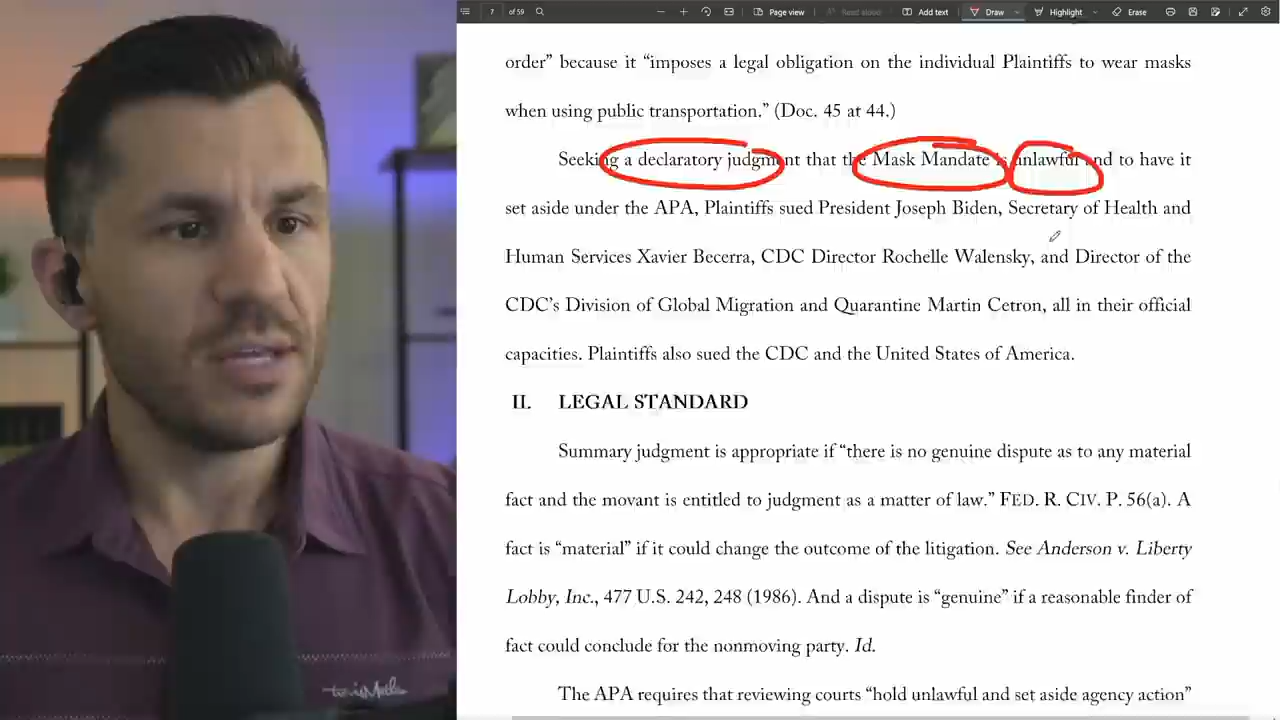 7 of 59 Page view Read aloud Add text Draw Highlight Erase
order” because it “imposes a legal obligation on the individual Plaintiffs to wear masks
when using public transportation.” (Doc. 45 at 44.)
Seeking a declaratory judgment that the Mask Mandate is unlawful and to have it
set aside under the APA, Plaintiffs sued President Joseph Biden, Secretary of Health and
Human Services Xavier Becerra, CDC Director Rochelle Walensky, and Director of the
CDC’s Division of Global Migration and Quarantine Martin Cetron, all in their official
capacities. Plaintiffs also sued the CDC and the United States of America.
II. LEGAL STANDARD
Summary judgment is appropriate if “there is no genuine dispute as to any material
fact and the movant is entitled to judgment as a matter of law.” FED. R. CIV. P. 56(a). A
fact is “material” if it could change the outcome of the litigation. See Anderson v. Liberty
Lobby, Inc., 477 U.S. 242, 248 (1986). And a dispute is “genuine” if a reasonable finder of
fact could conclude for the nonmoving party. Id.
The APA requires that reviewing courts “hold unlawful and set aside agency action”